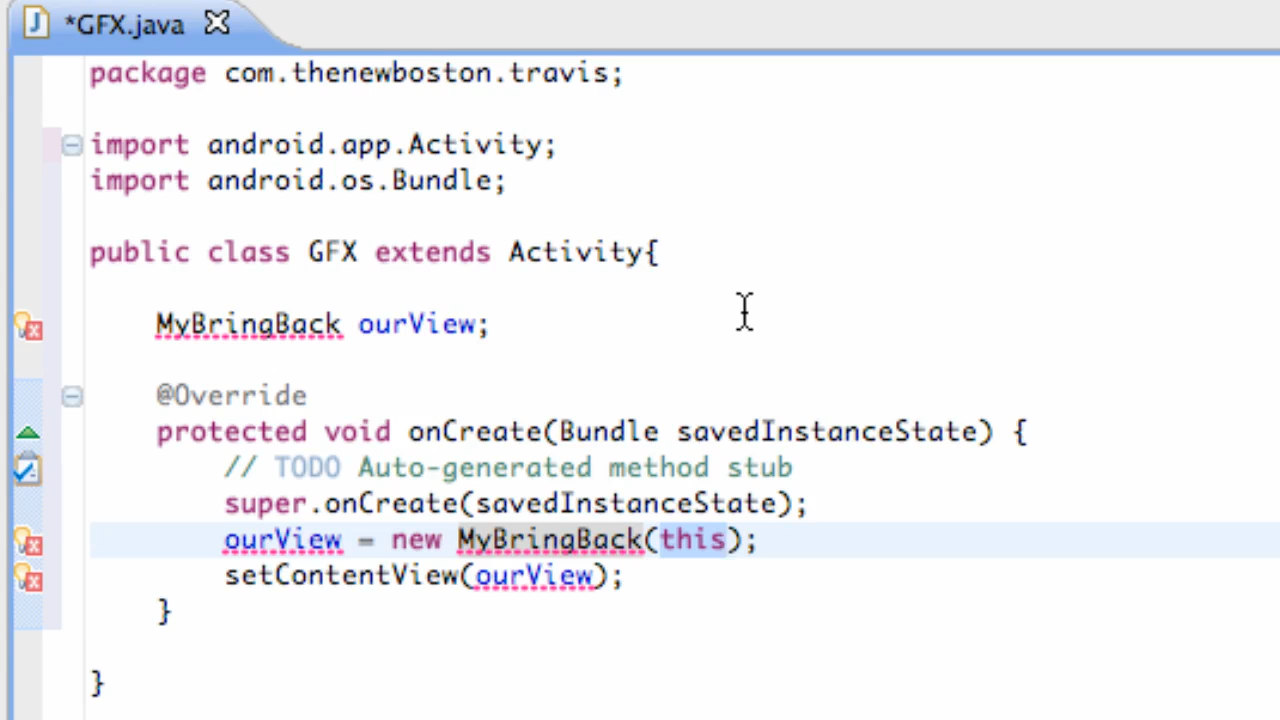 *GFX.java
package com.thenewboston.travis;
import android.app.Activity;
import android.os.Bundle;
public class GFX extends Activity{
MyBringBack ourView;
@Override
protected void onCreate(Bundle savedInstanceState) {
// TODO Auto-generated method stub
super.onCreate(savedInstanceState);
ourView = new MyBringBack(this);
setContentView(ourView);
}
}